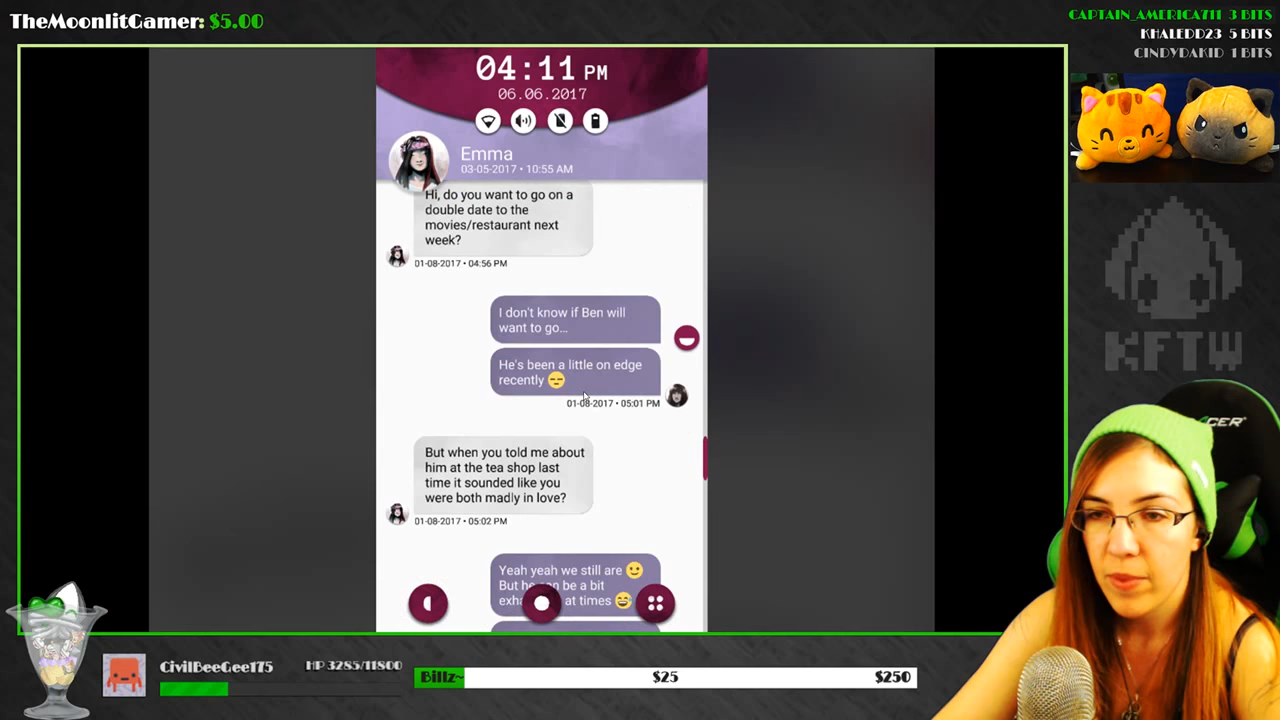 TheMoonlitGamer: $5.00
CAPTAIN_AMERICA711 3 BITS
KHALEDD23 5 BITS
CINDYDAKID 1 BITS
04:11 PM
06.06.2017
Emma
03-05-2017 • 10:55 AM
Hi, do you want to go on a
double date to the
movies/restaurant next
week?
01-08-2017 • 04:56 PM
I don't know if Ben will
want to go...
He's been a little on edge
recently 😑
01-08-2017 • 05:01 PM
But when you told me about
him at the tea shop last
time it sounded like you
were both madly in love?
01-08-2017 • 05:02 PM
Yeah yeah we still are 🙂
But he can be a bit
at times 😅
KFTW
CivilBeeGee175
HP 3285/11800
Billz~
$25
$250